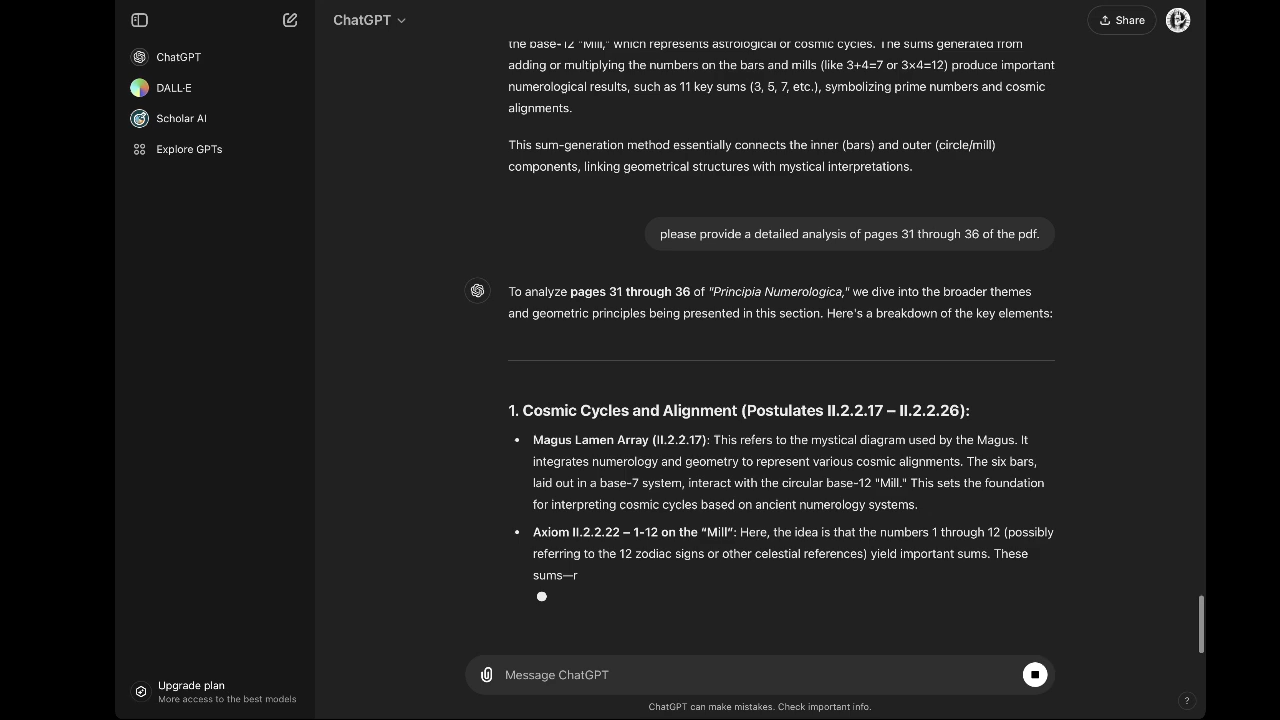 ChatGPT
Share
ChatGPT
DALL·E
Scholar AI
Explore GPTs
the base-12 "Mill," which represents astrological or cosmic cycles. The sums generated from
adding or multiplying the numbers on the bars and mills (like 3+4=7 or 3×4=12) produce important
numerological results, such as 11 key sums (3, 5, 7, etc.), symbolizing prime numbers and cosmic
alignments.
This sum-generation method essentially connects the inner (bars) and outer (circle/mill)
components, linking geometrical structures with mystical interpretations.
please provide a detailed analysis of pages 31 through 36 of the pdf.
To analyze pages 31 through 36 of "Principia Numerologica," we dive into the broader themes
and geometric principles being presented in this section. Here's a breakdown of the key elements:
1. Cosmic Cycles and Alignment (Postulates II.2.2.17 – II.2.2.26):
• Magus Lamen Array (II.2.2.17): This refers to the mystical diagram used by the Magus. It
integrates numerology and geometry to represent various cosmic alignments. The six bars,
laid out in a base-7 system, interact with the circular base-12 "Mill." This sets the foundation
for interpreting cosmic cycles based on ancient numerology systems.
• Axiom II.2.2.22 – 1-12 on the “Mill”: Here, the idea is that the numbers 1 through 12 (possibly
referring to the 12 zodiac signs or other celestial references) yield important sums. These
sums—r
Message ChatGPT
Upgrade plan
More access to the best models
ChatGPT can make mistakes. Check important info.
?